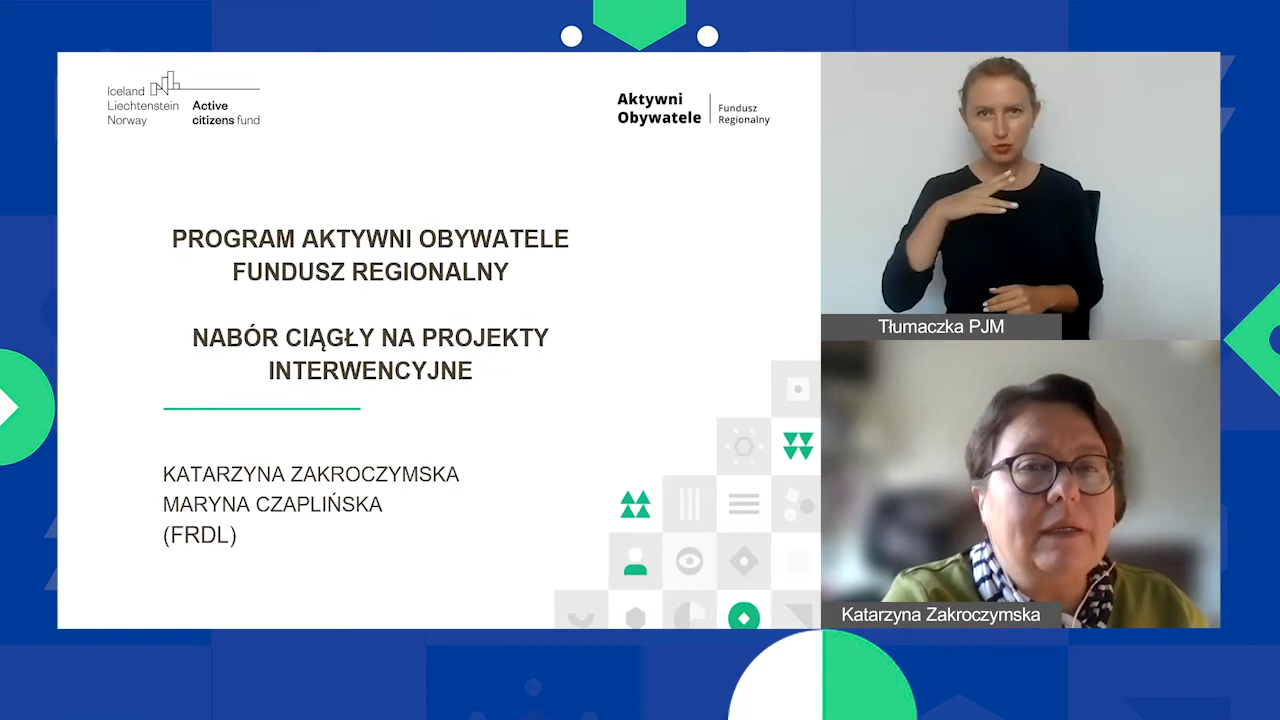 Iceland
Liechtenstein
Norway
Active
citizens fund
Aktywni
Obywatele
Fundusz
Regionalny
PROGRAM AKTYWNI OBYWATELE
FUNDUSZ REGIONALNY
NABÓR CIĄGŁY NA PROJEKTY
INTERWENCYJNE
KATARZYNA ZAKROCZYMSKA
MARYNA CZAPLIŃSKA
(FRDL)
Tłumaczka PJM
Katarzyna Zakroczymska